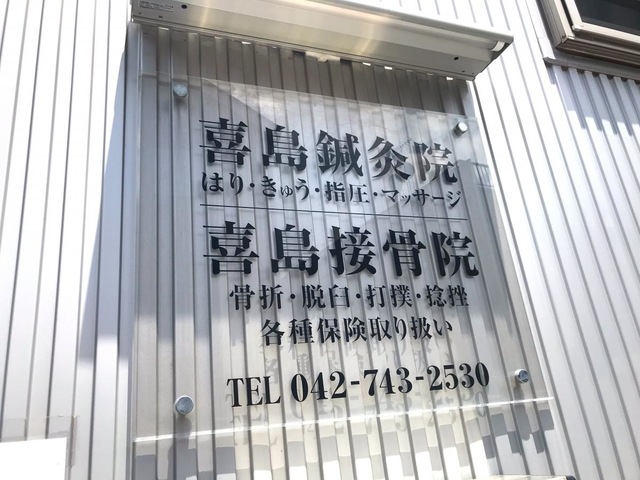 喜島鍼灸院
はり・きゅう・指圧・マッサージ
喜島接骨院
骨折・脱臼・打撲・捻挫
各種保険取り扱い
TEL 042-743-2530